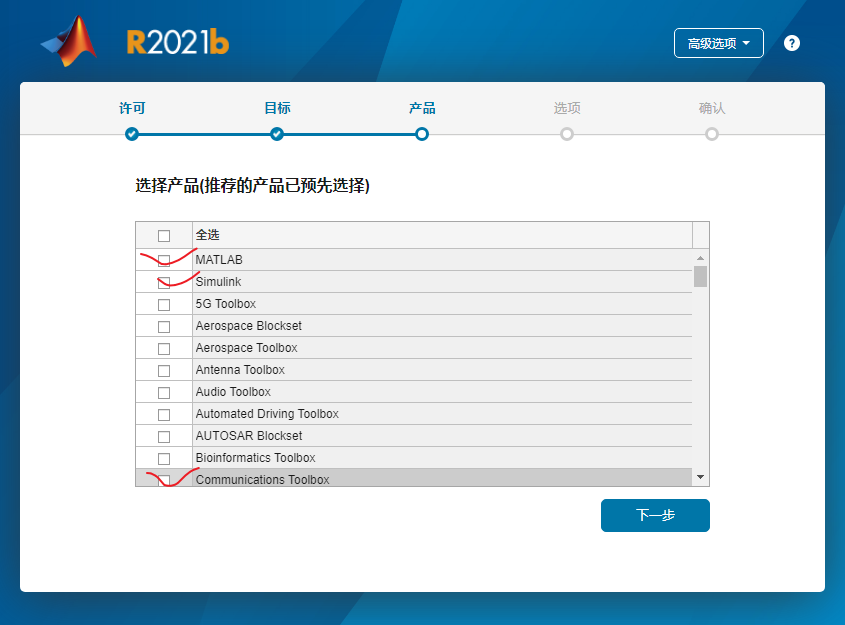 R2021b
高级选项
?
许可 目标 产品 选项 确认
选择产品(推荐的产品已预先选择)
全选
MATLAB
Simulink
5G Toolbox
Aerospace Blockset
Aerospace Toolbox
Antenna Toolbox
Audio Toolbox
Automated Driving Toolbox
AUTOSAR Blockset
Bioinformatics Toolbox
Communications Toolbox
下一步